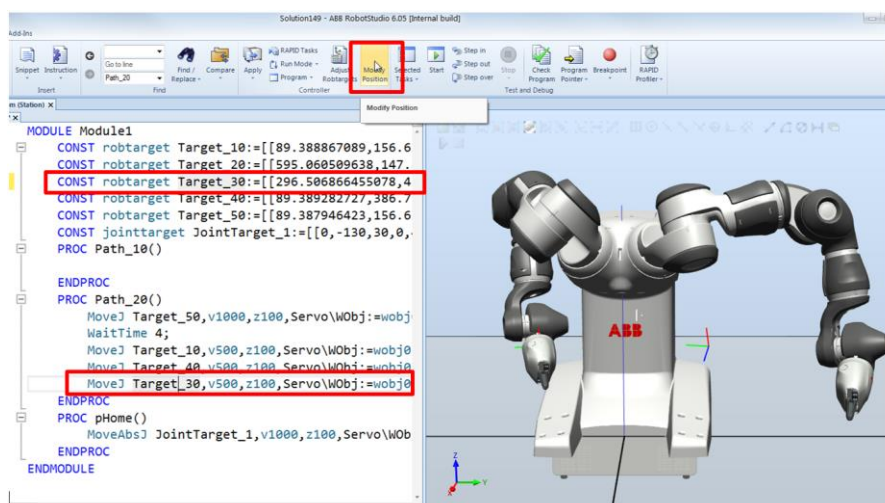 Solution149 - ABB RobotStudio 6.05 (Internal build)
Add-Ins
Snippet Instruction
Go to line
Path_20
Find / Replace
Compare
Apply
RAPID Tasks
Run Mode
Program
Adjust Robtargets
Modify Position
Selected Tasks
Start
Step in
Step out
Step over
Stop
Check Program
Program Pointer
Breakpoint
RAPID Profiler
Insert
Find
Controller
Test and Debug
Modify Position
(Station) X
MODULE Module1
CONST robtarget Target_10:=[[89.388867089,156.6
CONST robtarget Target_20:=[[595.060509638,147.
CONST robtarget Target_30:=[[296.506866455078,4
CONST robtarget Target_40:=[[89.389282727,386.7
CONST robtarget Target_50:=[[89.387946423,156.6
CONST jointtarget JointTarget_1:=[[0,-130,30,0,
PROC Path_10()
ENDPROC
PROC Path_20()
MoveJ Target_50,v1000,z100,Servo\WObj:=wobj
WaitTime 4;
MoveJ Target_10,v500,z100,Servo\WObj:=wobj0
MoveJ Target_40,v500,z100,Servo\WObj:=wobj0
MoveJ Target_30,v500,z100,Servo\WObj:=wobj0
ENDPROC
PROC pHome()
MoveAbsJ JointTarget_1,v1000,z100,Servo\WOb
ENDPROC
ENDMODULE
ABB
Z
Y
X